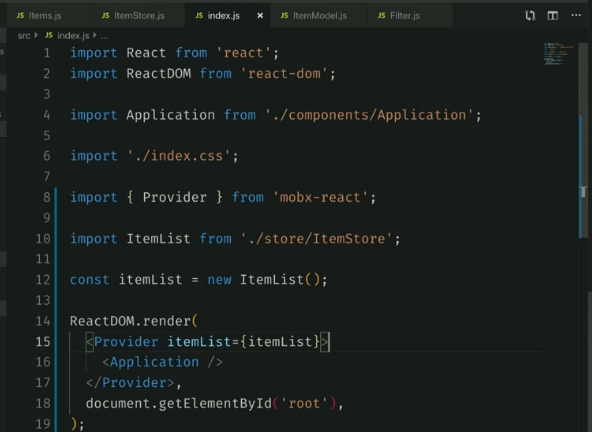 JS Items.js JS ItemStore.js JS index.js × JS ItemModel.js JS Filter.js
src JS index.js ...
1 import React from 'react';
2 import ReactDOM from 'react-dom';
3
4 import Application from './components/Application';
5
6 import './index.css';
7
8 import { Provider } from 'mobx-react';
9
10 import ItemList from './store/ItemStore';
11
12 const itemList = new ItemList();
13
14 ReactDOM.render(
15 <Provider itemList={itemList}>
16 <Application />
17 </Provider>,
18 document.getElementById('root'),
19 );